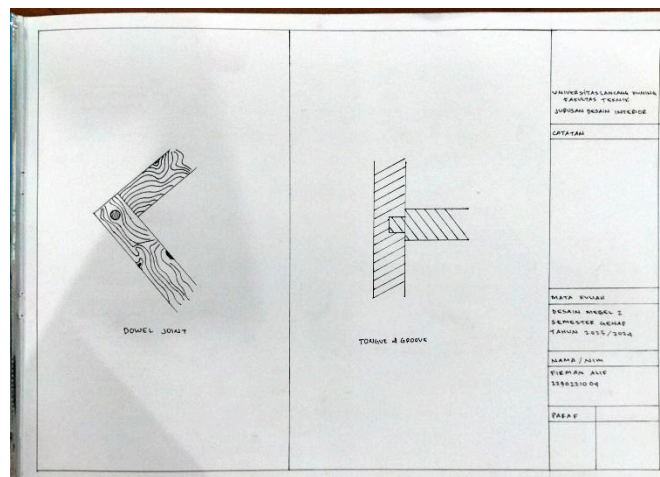 DOWEL JOINT
TONGUE & GROOVE
UNIVERSITAS LANCANG KUNING
FAKULTAS TEKNIK
JURUSAN DESAIN INTERIOR
CATATAN
MATA KULIAH
DESAIN MEBEL I
SEMESTER GENAP
TAHUN 2023/2024
NAMA / NIM
FIRMAN ALIF
PARAF